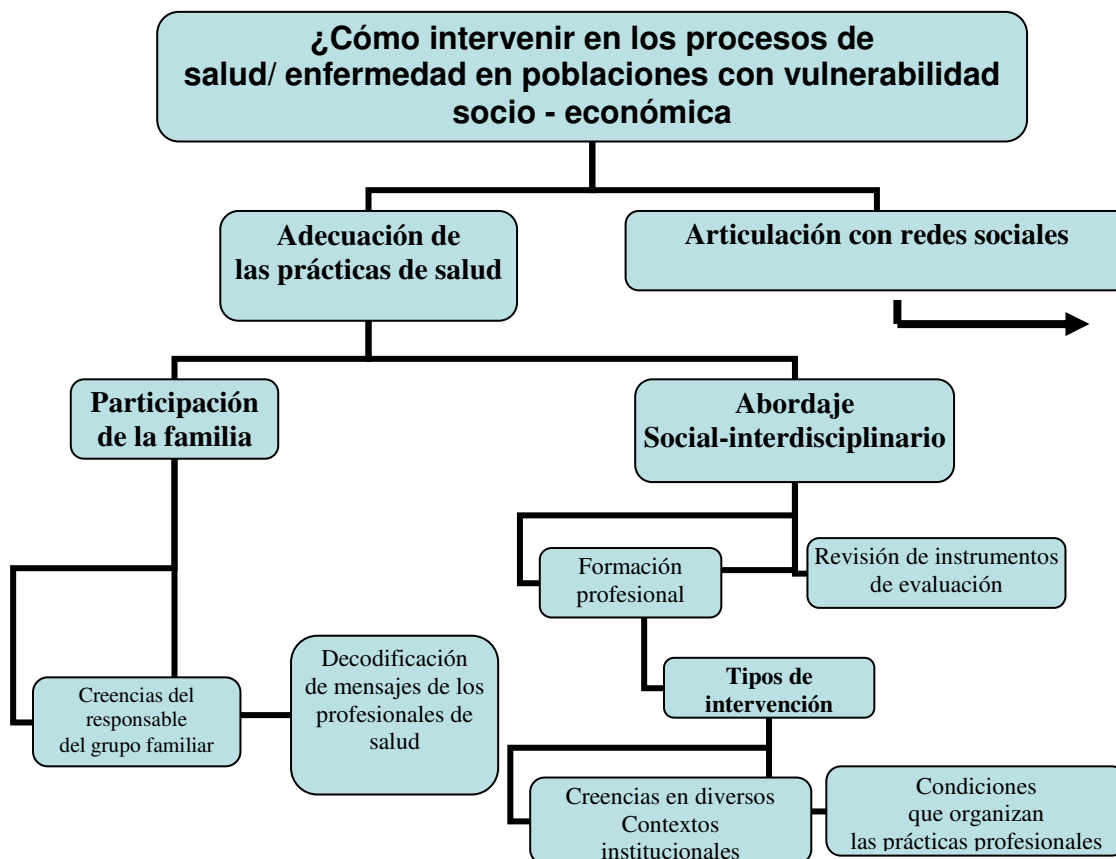 ¿Cómo intervenir en los procesos de
salud/ enfermedad en poblaciones con vulnerabilidad
socio - económica
Adecuación de
las prácticas de salud
Articulación con redes sociales
Participación
de la familia
Abordaje
Social-interdisciplinario
Formación
profesional
Revisión de instrumentos
de evaluación
Creencias del
responsable
del grupo familiar
Decodificación
de mensajes de los
profesionales de
salud
Tipos de
intervención
Creencias en diversos
Contextos
institucionales
Condiciones
que organizan
las prácticas profesionales